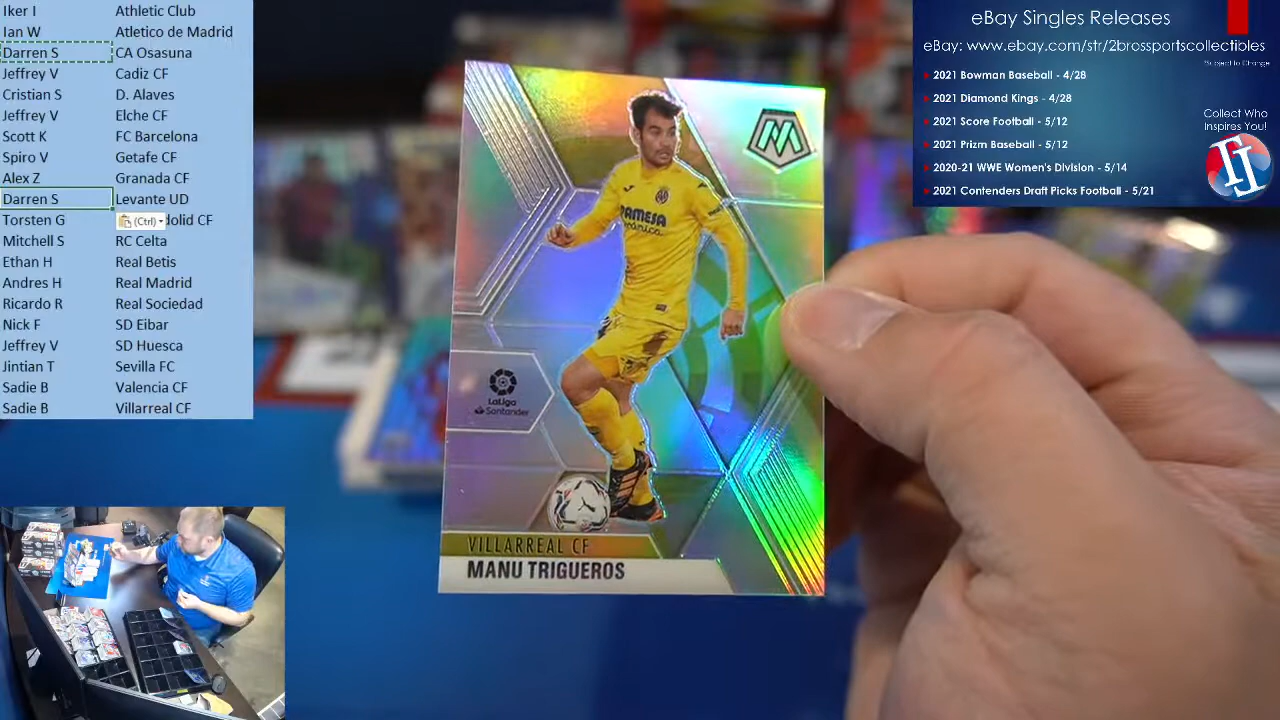 Iker I Athletic Club
Ian W Atletico de Madrid
Darren S CA Osasuna
Jeffrey V Cadiz CF
Cristian S D. Alaves
Jeffrey V Elche CF
Scott K FC Barcelona
Spiro V Getafe CF
Alex Z Granada CF
Darren S Levante UD
Torsten G (Ctrl) dolid CF
Mitchell S RC Celta
Ethan H Real Betis
Andres H Real Madrid
Ricardo R Real Sociedad
Nick F SD Eibar
Jeffrey V SD Huesca
Jintian T Sevilla FC
Sadie B Valencia CF
Sadie B Villarreal CF
PAMESA
LaLiga
Santander
VILLARREAL CF
MANU TRIGUEROS
eBay Singles Releases
eBay: www.ebay.com/str/2brossportscollectibles
*Subject to Change
2021 Bowman Baseball - 4/28
2021 Diamond Kings - 4/28
2021 Score Football - 5/12
2021 Prizm Baseball - 5/12
2020-21 WWE Women's Division - 5/14
2021 Contenders Draft Picks Football - 5/21
Collect Who
Inspires You!